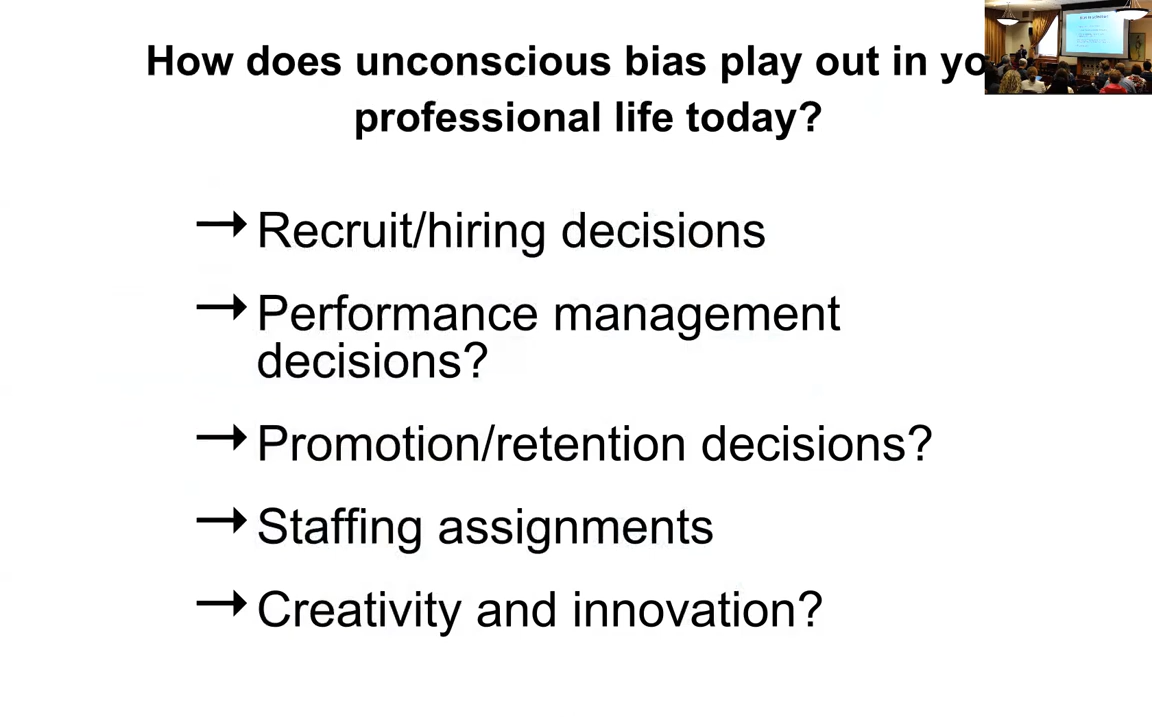 How does unconscious bias play out in
professional life today?
→ Recruit/hiring decisions
→ Performance management
decisions?
→ Promotion/retention decisions?
→ Staffing assignments
→ Creativity and innovation?